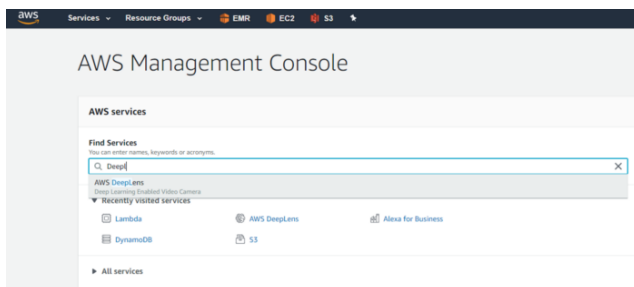 aws Services Resource Groups EMR EC2 S3
AWS Management Console
AWS services
Find Services
You can enter names, keywords or acronyms.
Deepl
AWS DeepLens
Deep Learning Enabled Video Camera
Recently visited services
Lambda AWS DeepLens Alexa for Business
DynamoDB S3
All services